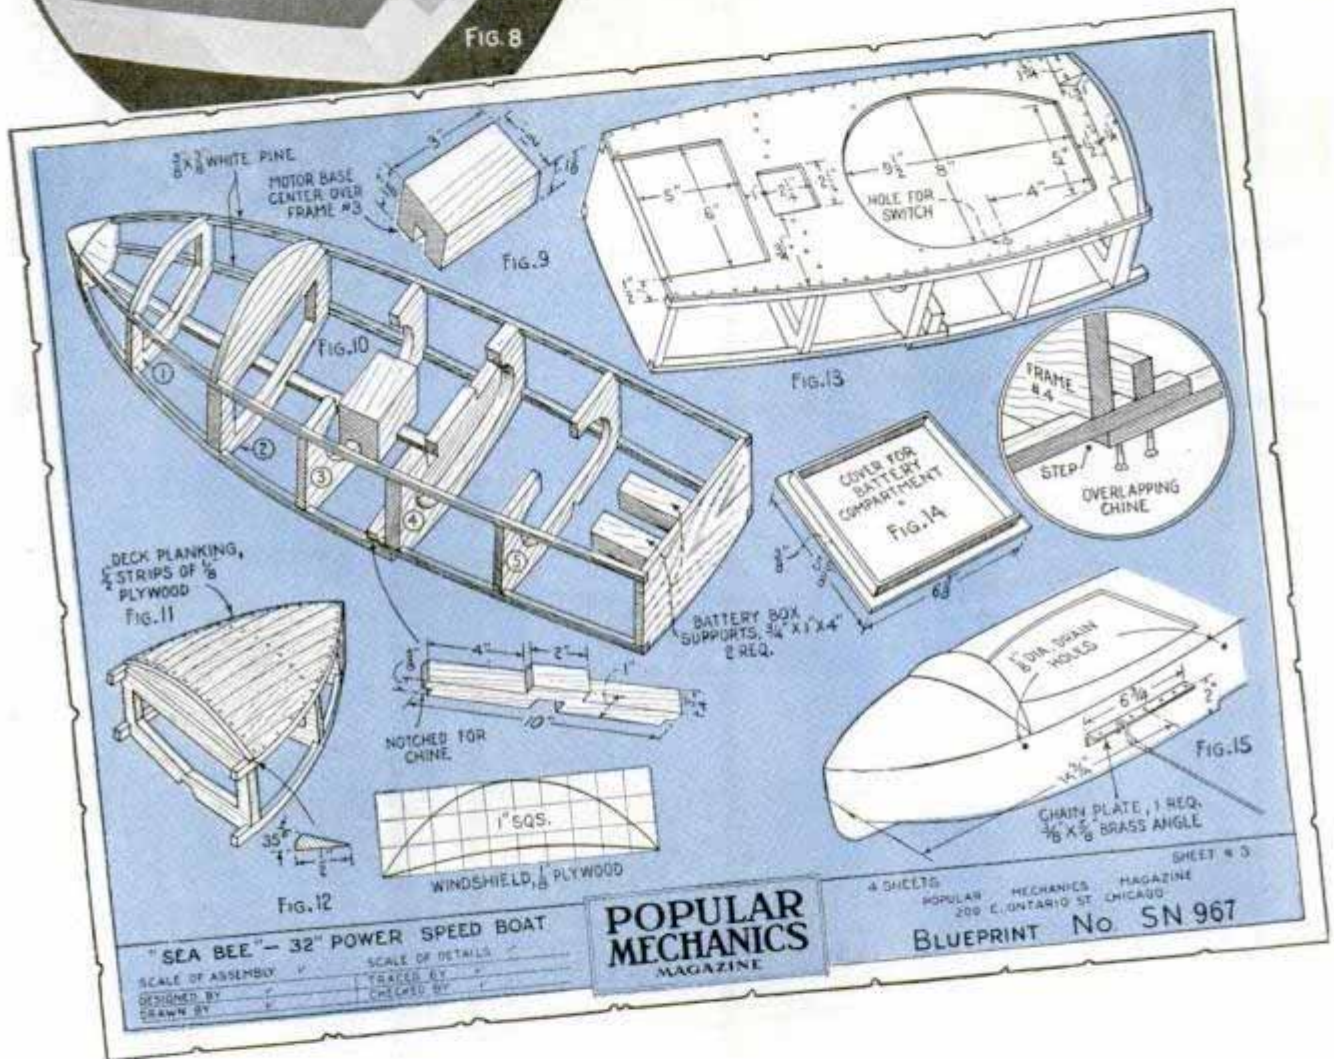 FIG. 8
3/8" X 3/8" WHITE PINE
MOTOR BASE
CENTER OVER
FRAME #3
3"
FIG. 9
5"
6"
2 1/4"
9 1/2"
8"
4"
HOLE FOR
SWITCH
FIG. 13
FIG. 10
1
2
3
4
5
FRAME
#4
STEP
OVERLAPPING
CHINE
COVER FOR
BATTERY
COMPARTMENT
FIG. 14
DECK PLANKING,
STRIPS OF 1/8
PLYWOOD
FIG. 11
BATTERY BOX
SUPPORTS, 3/4" X 1" X 4"
2 REQ.
4"
2"
1"
10"
NOTCHED FOR
CHINE
1/8" DIA. DRAIN
HOLES
6 3/4
14 3/4"
FIG. 15
CHAIN PLATE, 1 REQ.
3/8" X 5/8" BRASS ANGLE
35°
FIG. 12
1" SQS.
WINDSHIELD, 1/8" PLYWOOD
"SEA BEE" — 32" POWER SPEED BOAT
SCALE OF ASSEMBLY
SCALE OF DETAILS
DESIGNED BY
TRACED BY
DRAWN BY
CHECKED BY
POPULAR
MECHANICS
MAGAZINE
4 SHEETS
SHEET # 3
POPULAR MECHANICS MAGAZINE
200 E. ONTARIO ST. CHICAGO
BLUEPRINT No. SN 967